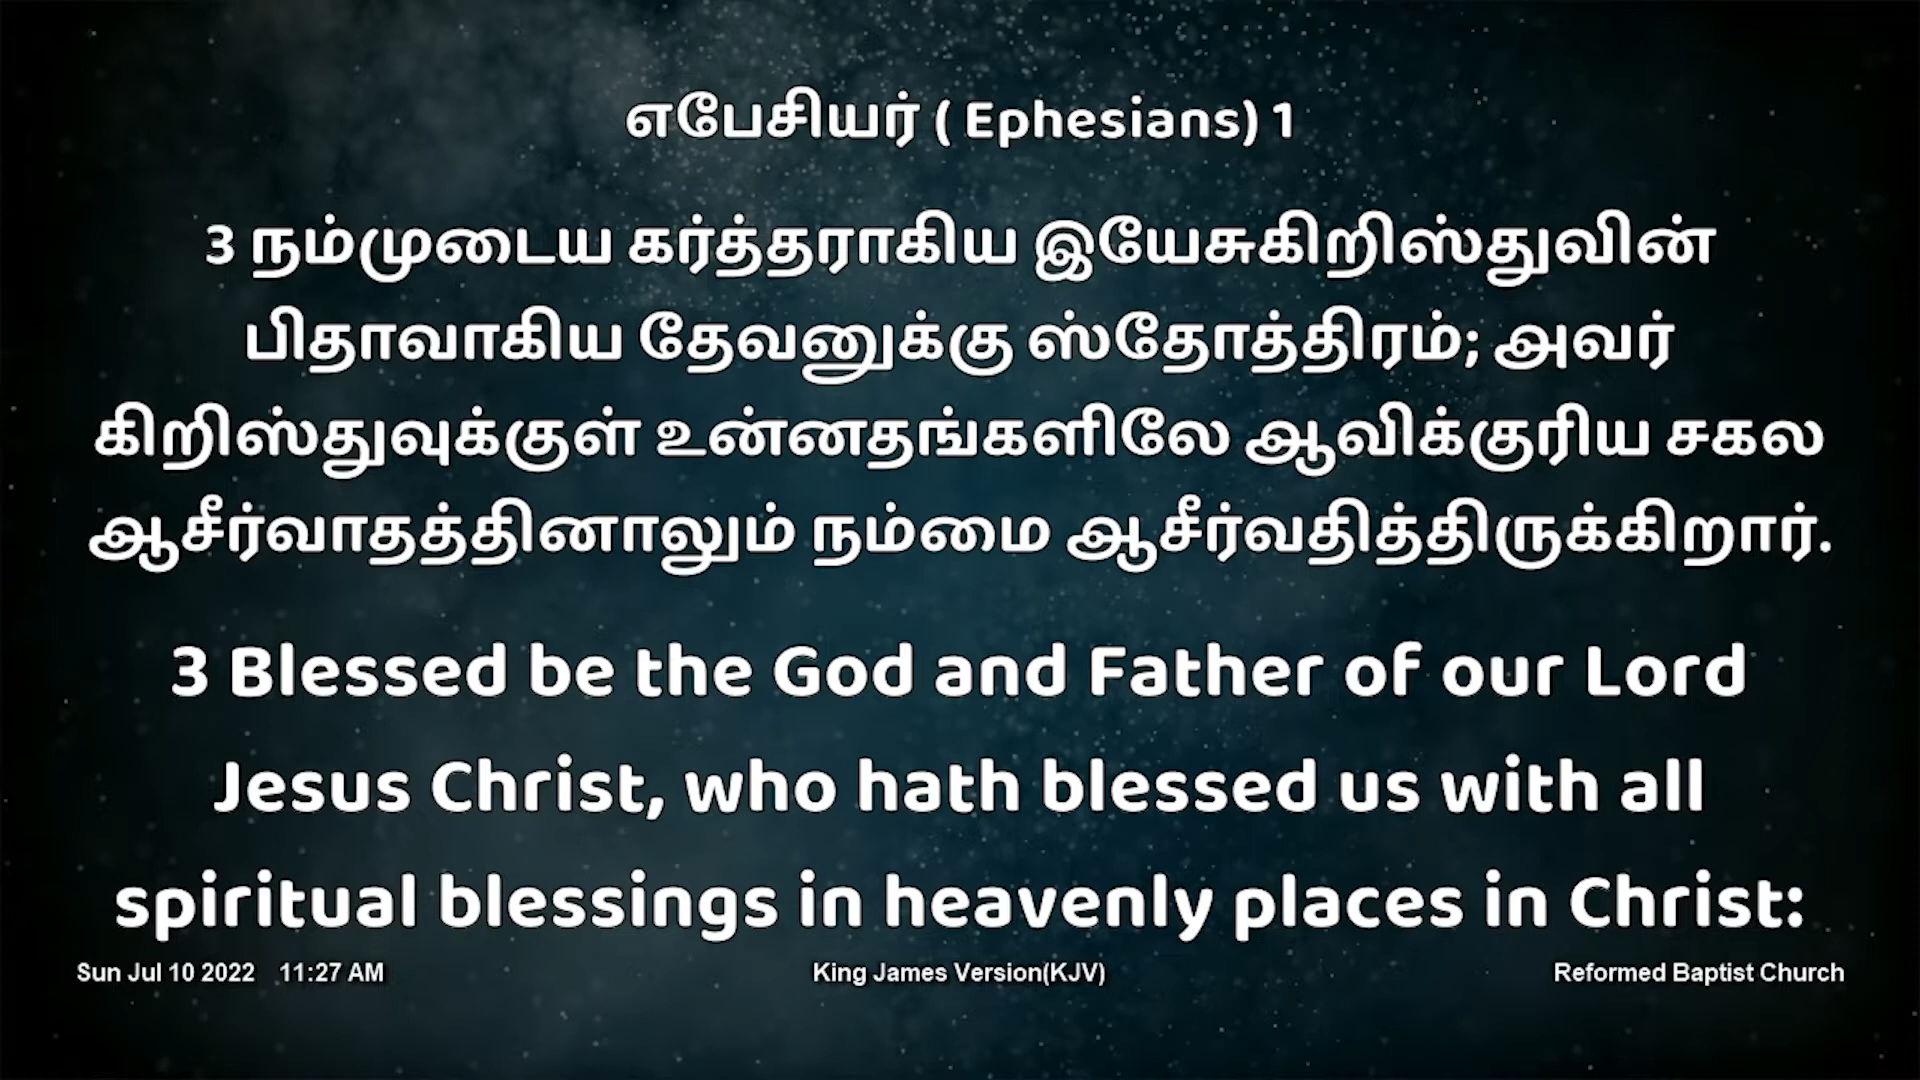 எபேசியர் ( Ephesians) 1
3 நம்முடைய கர்த்தராகிய இயேசுகிறிஸ்துவின்
பிதாவாகிய தேவனுக்கு ஸ்தோத்திரம்; அவர்
கிறிஸ்துவுக்குள் உன்னதங்களிலே ஆவிக்குரிய சகல
ஆசீர்வாதத்தினாலும் நம்மை ஆசீர்வதித்திருக்கிறார்.
3 Blessed be the God and Father of our Lord
Jesus Christ, who hath blessed us with all
spiritual blessings in heavenly places in Christ:
Sun Jul 10 2022 11:27 AM King James Version(KJV) Reformed Baptist Church